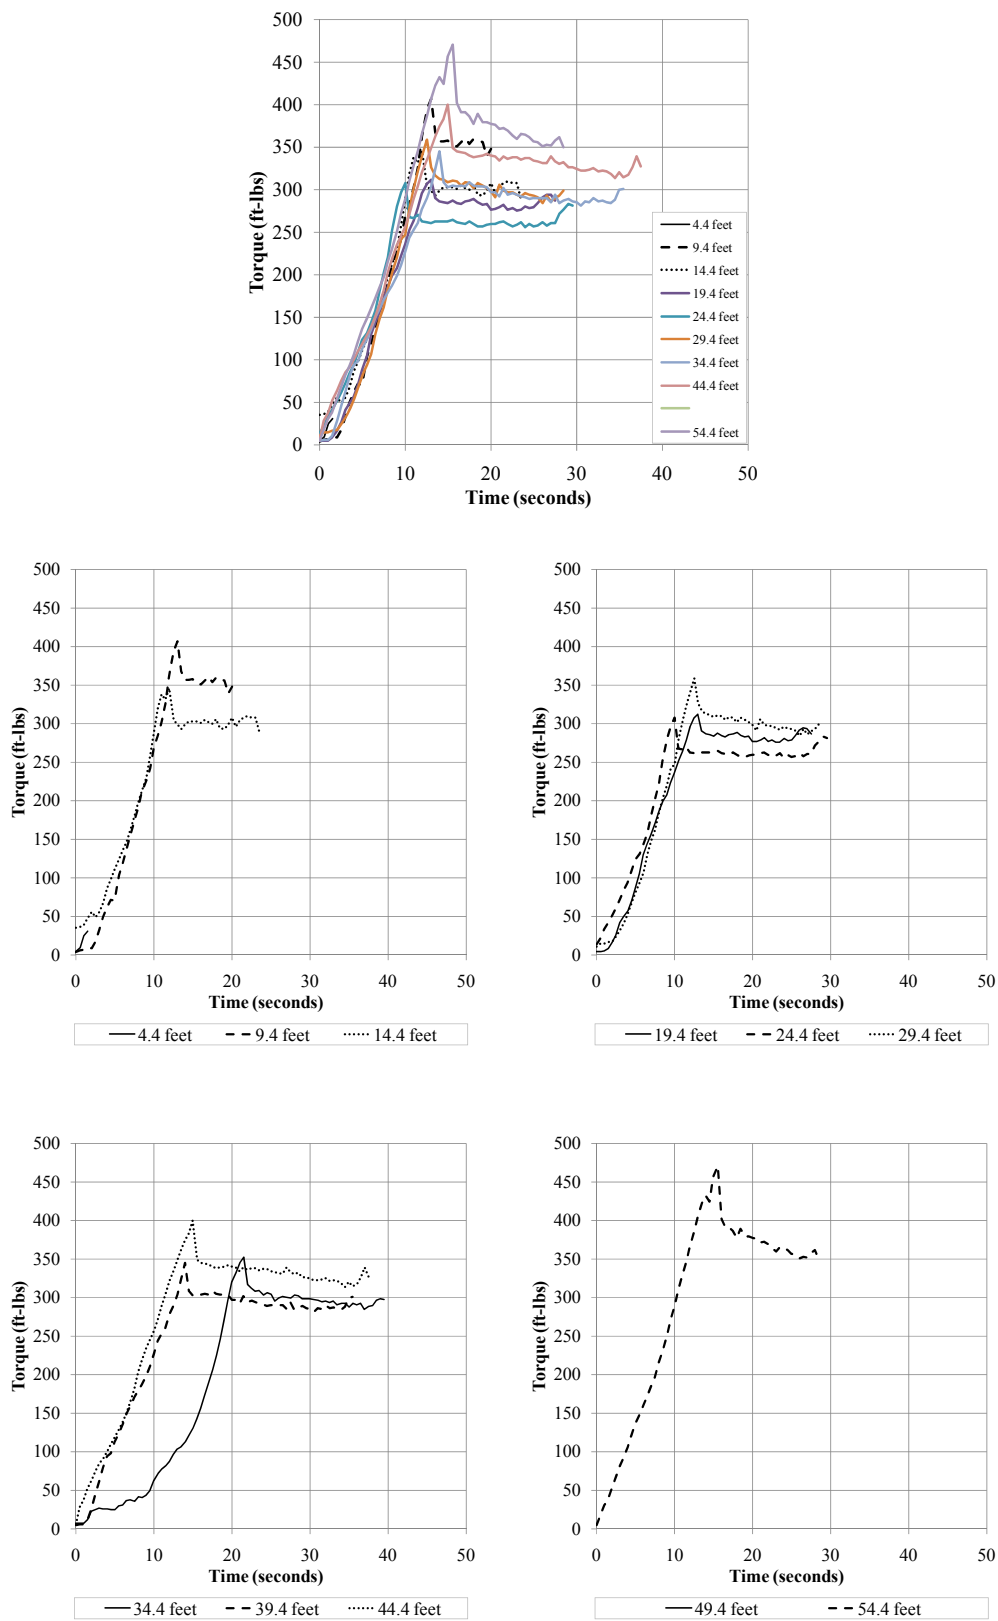 500
450
400
350
300
250
200
150
100
50
0
Torque (ft-lbs)
4.4 feet
9.4 feet
14.4 feet
19.4 feet
24.4 feet
29.4 feet
34.4 feet
44.4 feet
54.4 feet
0 10 20 30 40 50
Time (seconds)
500
450
400
350
300
250
200
150
100
50
0
Torque (ft-lbs)
0 10 20 30 40 50
Time (seconds)
4.4 feet 9.4 feet 14.4 feet
500
450
400
350
300
250
200
150
100
50
0
Torque (ft-lbs)
0 10 20 30 40 50
Time (seconds)
19.4 feet 24.4 feet 29.4 feet
500
450
400
350
300
250
200
150
100
50
0
Torque (ft-lbs)
0 10 20 30 40 50
Time (seconds)
34.4 feet 39.4 feet 44.4 feet
500
450
400
350
300
250
200
150
100
50
0
Torque (ft-lbs)
0 10 20 30 40 50
Time (seconds)
49.4 feet 54.4 feet